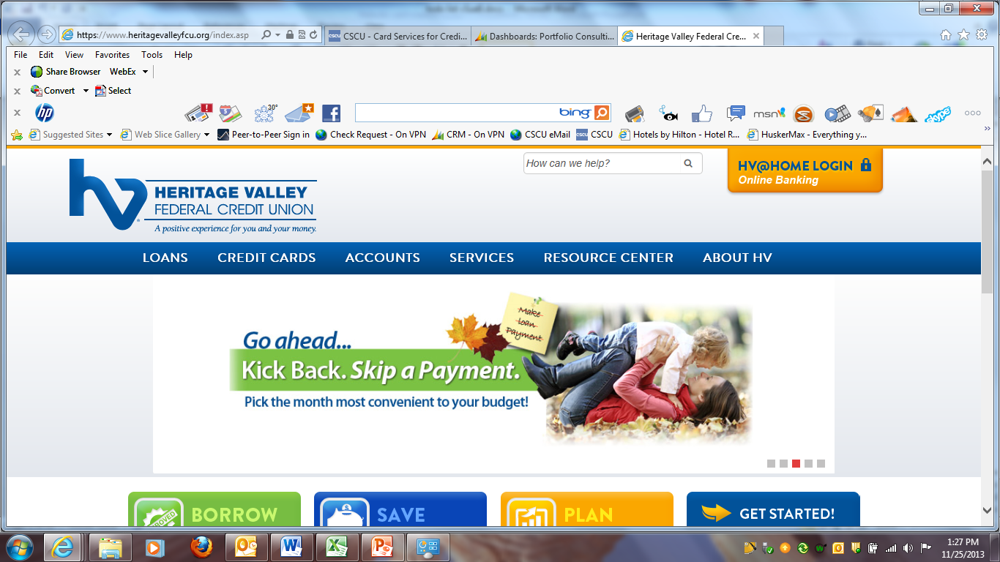 https://www.heritagevalleyfcu.org/index.asp
CSCU - Card Services for Credi...
Dashboards: Portfolio Consulti...
Heritage Valley Federal Cre...
File Edit View Favorites Tools Help
Share Browser WebEx
Convert Select
hp
30°
bing
msn
skype
Suggested Sites
Web Slice Gallery
Peer-to-Peer Sign in
Check Request - On VPN
CRM - On VPN
CSCU eMail
CSCU
Hotels by Hilton - Hotel R...
HuskerMax - Everything y...
hv
HERITAGE VALLEY
FEDERAL CREDIT UNION
A positive experience for you and your money.
How can we help?
HV@HOME LOGIN
Online Banking
LOANS CREDIT CARDS ACCOUNTS SERVICES RESOURCE CENTER ABOUT HV
Make
Loan
Payment
Go ahead...
Kick Back. Skip a Payment.
Pick the month most convenient to your budget!
BORROW
SAVE
PLAN
GET STARTED!
1:27 PM
11/25/2013